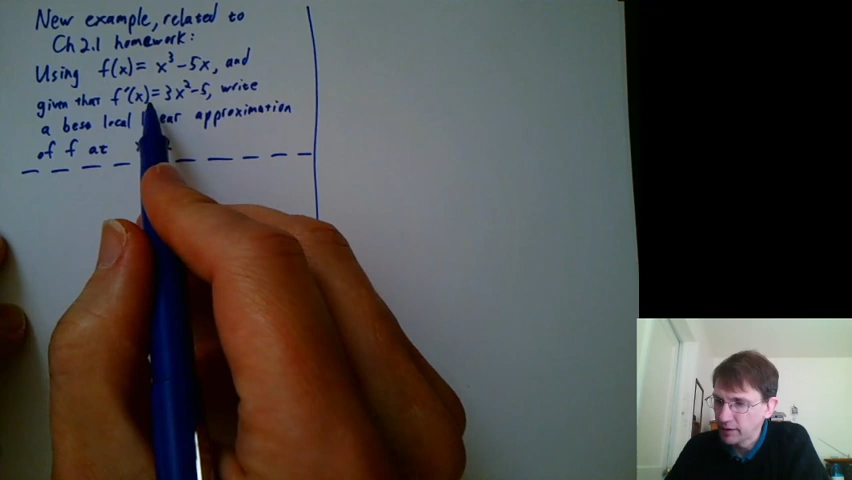 New example, related to
Ch 2.1 homework:
Using f(x) = x³ - 5x, and
given that f'(x) = 3x² - 5, write
a best local approximation
of f at